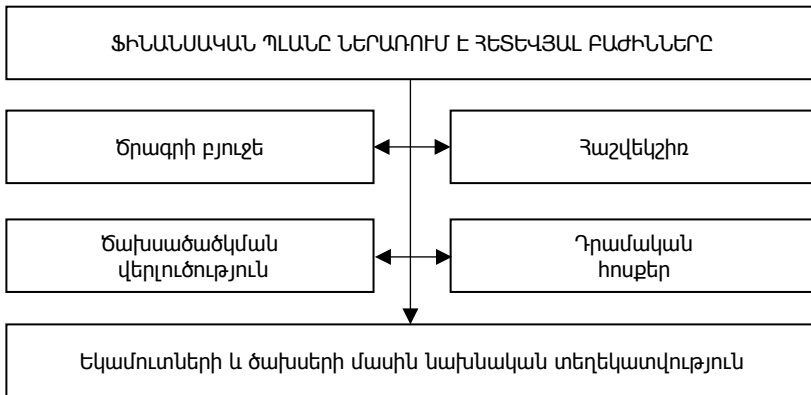 ՖԻՆԱՆՍԱԿԱՆ ՊԼԱՆԸ ՆԵՐԱՌՈՒՄ Է ՀԵՏԵՎՅԱԼ ԲԱԺԻՆՆԵՐԸ
Ծրագրի բյուջե
Հաշվեկշիռ
Ծախսածածկման
վերլուծություն
Դրամական
հոսքեր
Եկամուտների և ծախսերի մասին նախնական տեղեկատվություն